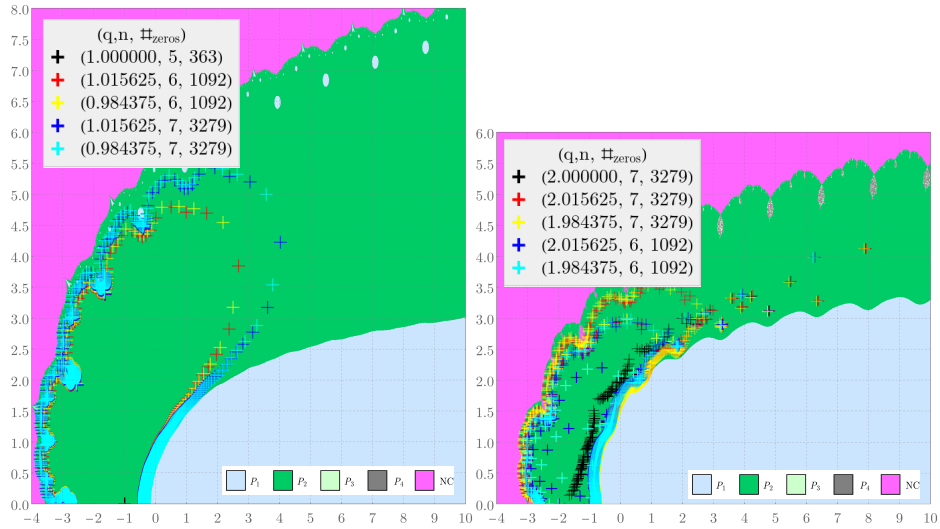 8.0
7.5
7.0
6.5
6.0
5.5
5.0
4.5
4.0
3.5
3.0
2.5
2.0
1.5
1.0
0.5
0.0
(q,n, ⌗zeros)
(1.000000, 5, 363)
(1.015625, 6, 1092)
(0.984375, 6, 1092)
(1.015625, 7, 3279)
(0.984375, 7, 3279)
P1 P2 P3 P4 NC
−4 −3 −2 −1 0 1 2 3 4 5 6 7 8 9 10
6.0
5.5
5.0
4.5
4.0
3.5
3.0
2.5
2.0
1.5
1.0
0.5
0.0
(q,n, ⌗zeros)
(2.000000, 7, 3279)
(2.015625, 7, 3279)
(1.984375, 7, 3279)
(2.015625, 6, 1092)
(1.984375, 6, 1092)
P1 P2 P3 P4 NC
−4 −3 −2 −1 0 1 2 3 4 5 6 7 8 9 10